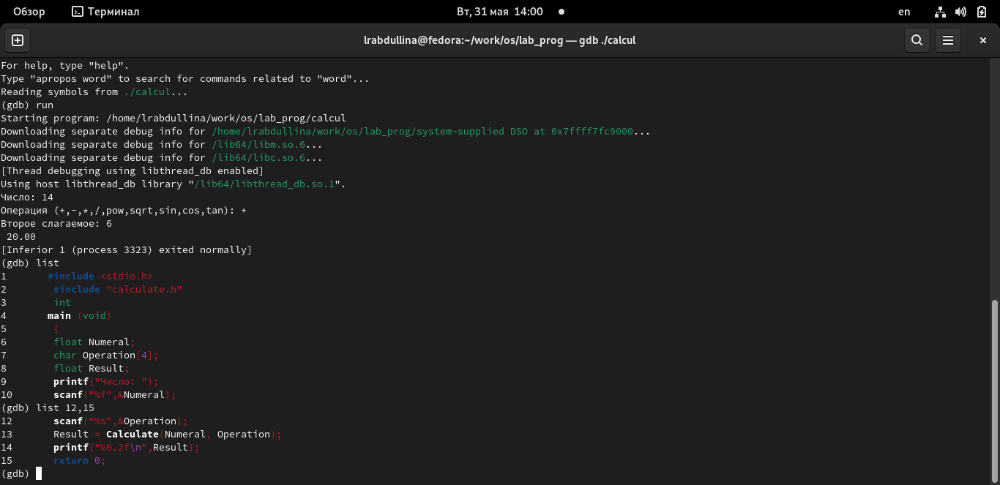 Обзор Терминал Вт, 31 мая 14:00 en
lrabdullina@fedora:~/work/os/lab_prog — gdb ./calcul
For help, type "help".
Type "apropos word" to search for commands related to "word"...
Reading symbols from ./calcul...
(gdb) run
Starting program: /home/lrabdullina/work/os/lab_prog/calcul
Downloading separate debug info for /home/lrabdullina/work/os/lab_prog/system-supplied DSO at 0x7ffff7fc9000...
Downloading separate debug info for /lib64/libm.so.6...
Downloading separate debug info for /lib64/libc.so.6...
[Thread debugging using libthread_db enabled]
Using host libthread_db library "/lib64/libthread_db.so.1".
Число: 14
Операция (+,-,*,/,pow,sqrt,sin,cos,tan): +
Второе слагаемое: 6
 20.00
[Inferior 1 (process 3323) exited normally]
(gdb) list
1       #include <stdio.h>
2        #include "calculate.h"
3        int
4       main (void)
5        {
6        float Numeral;
7        char Operation[4];
8        float Result;
9        printf("Число: ");
10       scanf("%f",&Numeral);
(gdb) list 12,15
12       scanf("%s",&Operation);
13       Result = Calculate(Numeral, Operation);
14       printf("%6.2f\n",Result);
15       return 0;
(gdb)